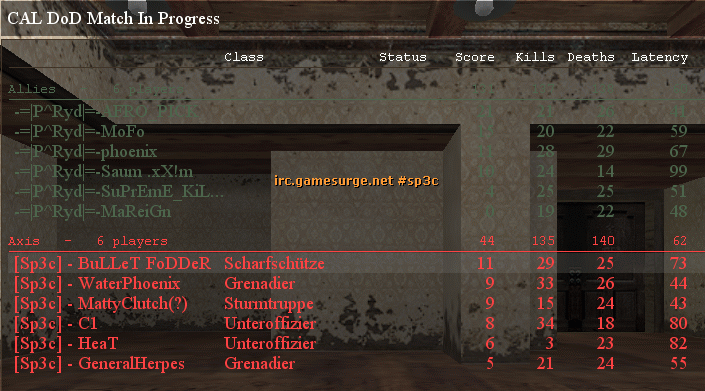 CAL DoD Match In Progress
Class Status Score Kills Deaths Latency
Allies - 6 players
-=|P^Ryd|=-
-=|P^Ryd|=-MoFo 20 22 59
-=|P^Ryd|=-phoenix 28 29 67
-=|P^Ryd|=-Saum .xX!m 24 14 99
-=|P^Ryd|=-SuPrEmE_KiL... 25 25 51
-=|P^Ryd|=-MaReiGn 0 19 22 48
irc.gamesurge.net #sp3c
Axis - 6 players 44 135 140 62
[Sp3c] - BuLLeT FoDDeR Scharfschütze 11 29 25 73
[Sp3c] - WaterPhoenix Grenadier 9 33 26 44
[Sp3c] - MattyClutch(?) Sturmtruppe 9 15 24 43
[Sp3c] - C1 Unteroffizier 8 34 18 80
[Sp3c] - HeaT Unteroffizier 6 3 23 82
[Sp3c] - GeneralHerpes Grenadier 5 21 24 55